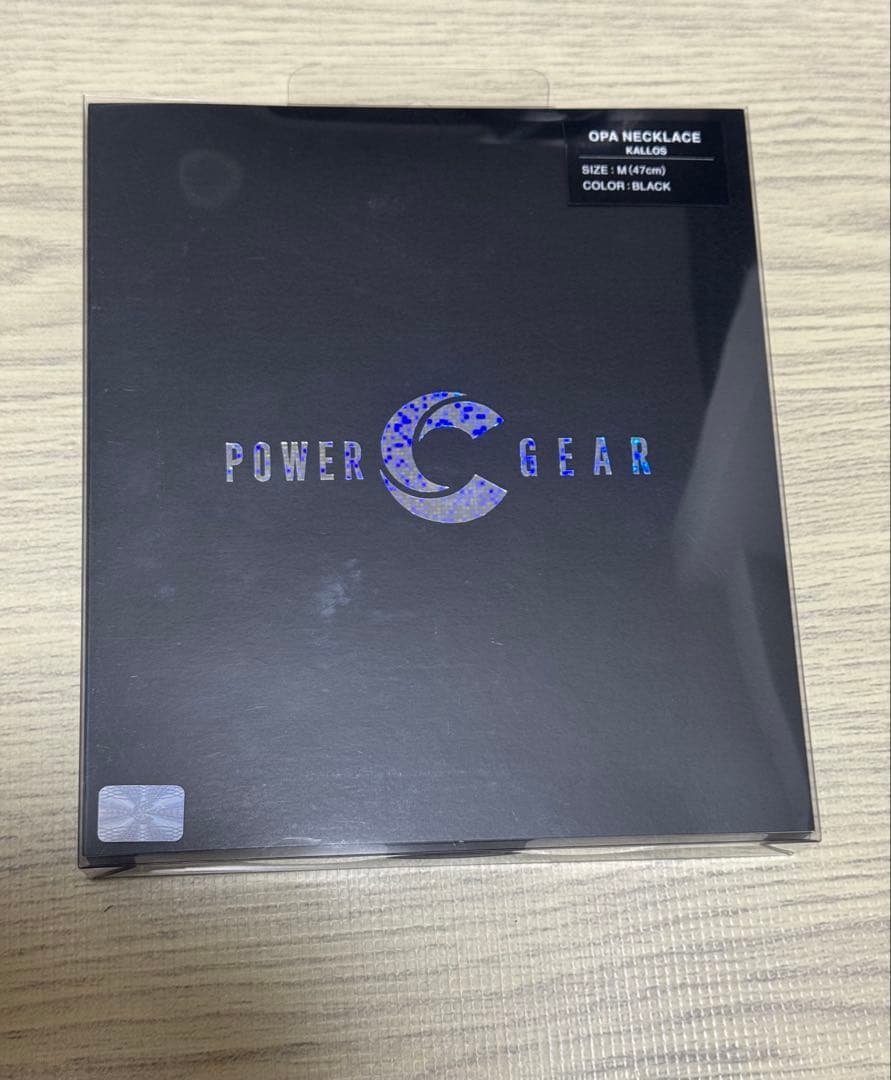 OPA NECKLACE
KALLOS
SIZE : M (47cm)
COLOR : BLACK
POWER GEAR